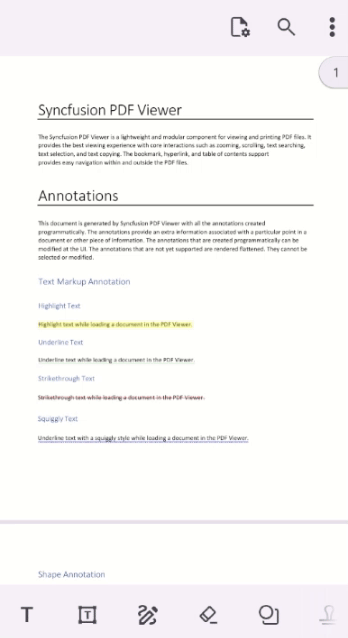 1
Syncfusion PDF Viewer
The Syncfusion PDF Viewer is a lightweight and modular component for viewing and printing PDF files. It
provides the best viewing experience with core interactions such as zooming, scrolling, text searching,
text selection, and text copying. The bookmark, hyperlink, and table of contents support
provides easy navigation within and outside the PDF files.
Annotations
This document is generated by Syncfusion PDF Viewer with all the annotations created
programmatically. The annotations provide an extra information associated with a particular point in a
document or other piece of information. The annotations that are created programmatically can be
modified at the UI. The annotations that are not yet supported are rendered flattened. They cannot be
selected or modified.
Text Markup Annotation
Highlight Text
Highlight text while loading a document in the PDF Viewer.
Underline Text
Underline text while loading a document in the PDF Viewer.
Strikethrough Text
Strikethrough text while loading a document in the PDF Viewer.
Squiggly Text
Underline text with a squiggly style while loading a document in the PDF Viewer.
Shape Annotation
T
T